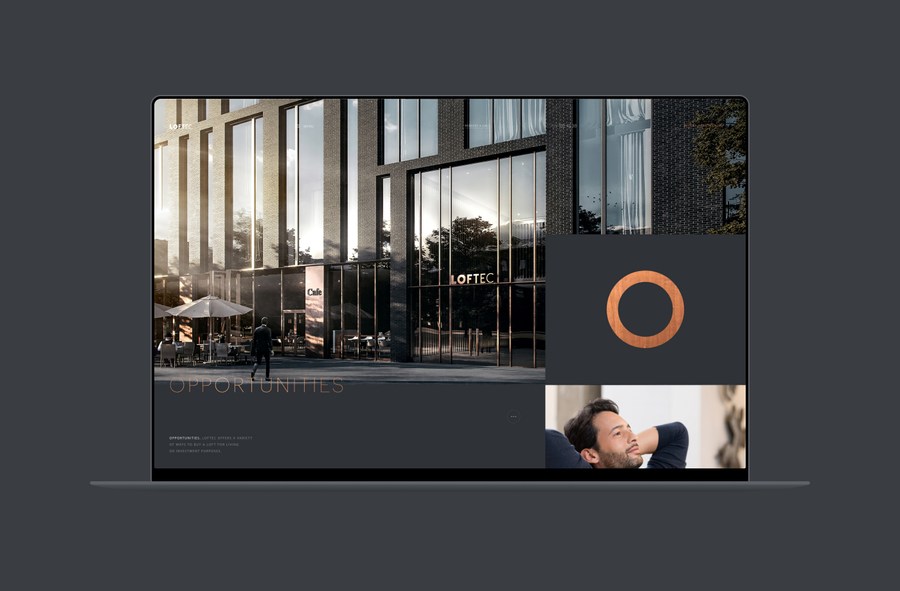 LOFTEC
LOFTEC
Cafe
OPPORTUNITIES
OPPORTUNITIES. LOFTEC OFFERS A VARIETY
OF WAYS TO BUY A LOFT FOR LIVING
OR INVESTMENT PURPOSES.